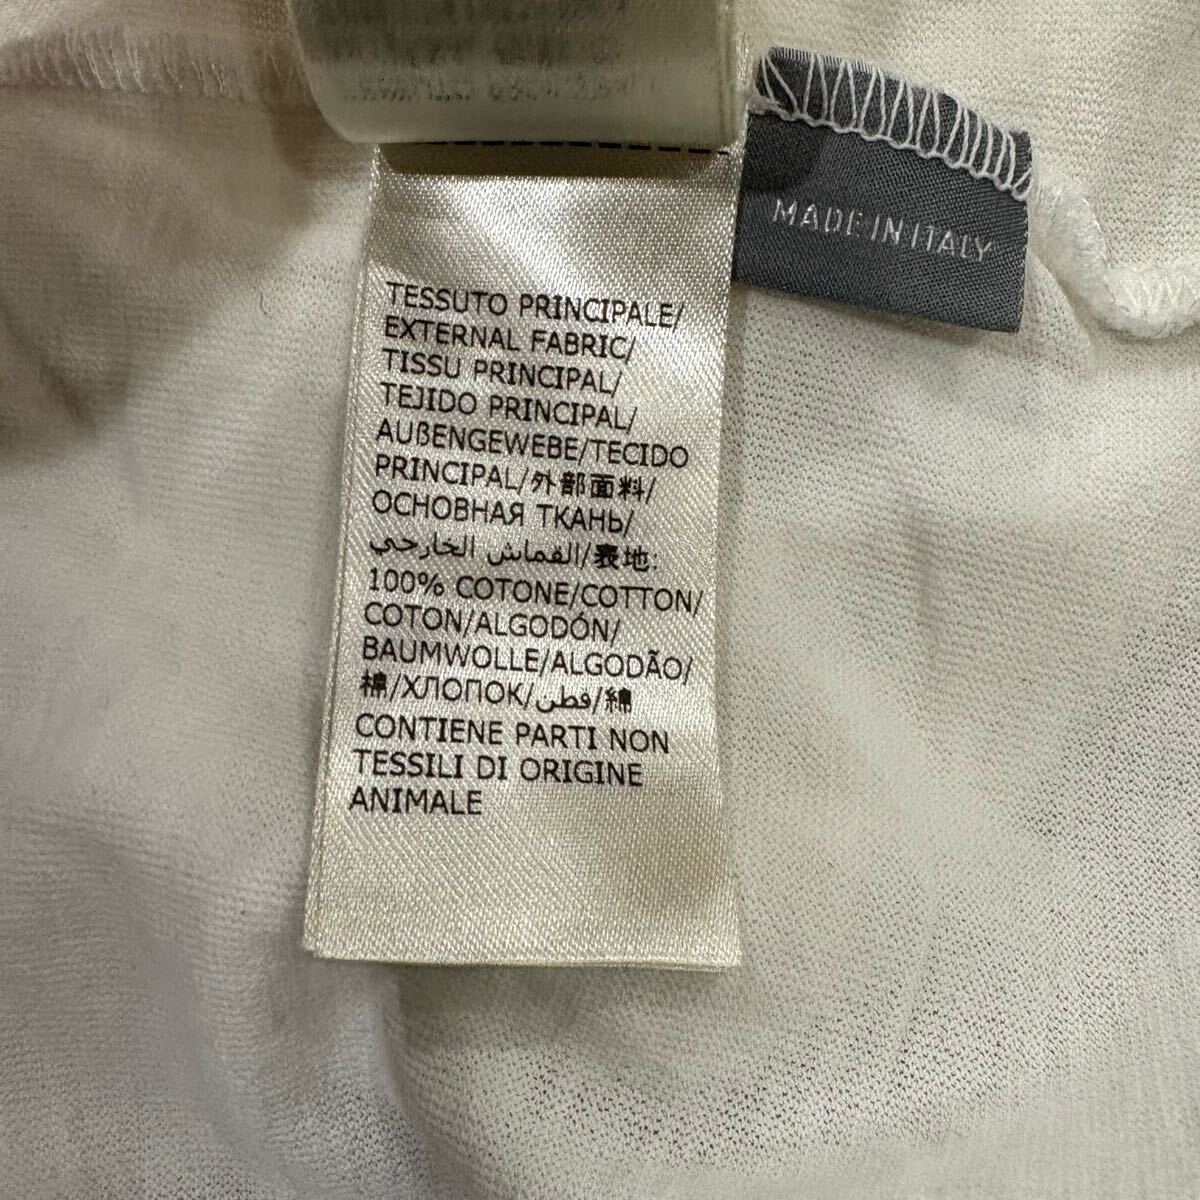 MADE IN ITALY
TESSUTO PRINCIPALE/
EXTERNAL FABRIC/
TISSU PRINCIPAL/
TEJIDO PRINCIPAL/
AUßENGEWEBE/TECIDO
PRINCIPAL/外部面料/
ОСНОВНАЯ ТКАНЬ/
القماش الخارجي/表地:
100% COTONE/COTTON/
COTON/ALGODÓN/
BAUMWOLLE/ALGODÃO/
棉/ХЛОПОК/قطن/綿
CONTIENE PARTI NON
TESSILI DI ORIGINE
ANIMALE